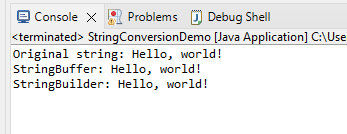 Console Problems Debug Shell
<terminated> StringConversionDemo [Java Application] C:\Use
Original string: Hello, world!
StringBuffer: Hello, world!
StringBuilder: Hello, world!